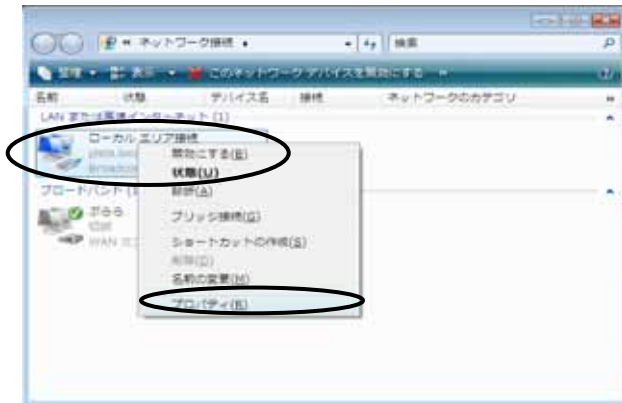 ネットワーク接続
検索
整理 表示 このネットワーク デバイスを無効にする »
名前 状態 デバイス名 接続 ネットワークのカテゴリ »
LAN または高速インターネット (1)
ローカル エリア接続
無効にする(B)
状態(U)
診断(A)
ブロードバンド (1
ぷらら
切断
WAN ミニ
ブリッジ接続(G)
ショートカットの作成(S)
削除(D)
名前の変更(M)
プロパティ(R)